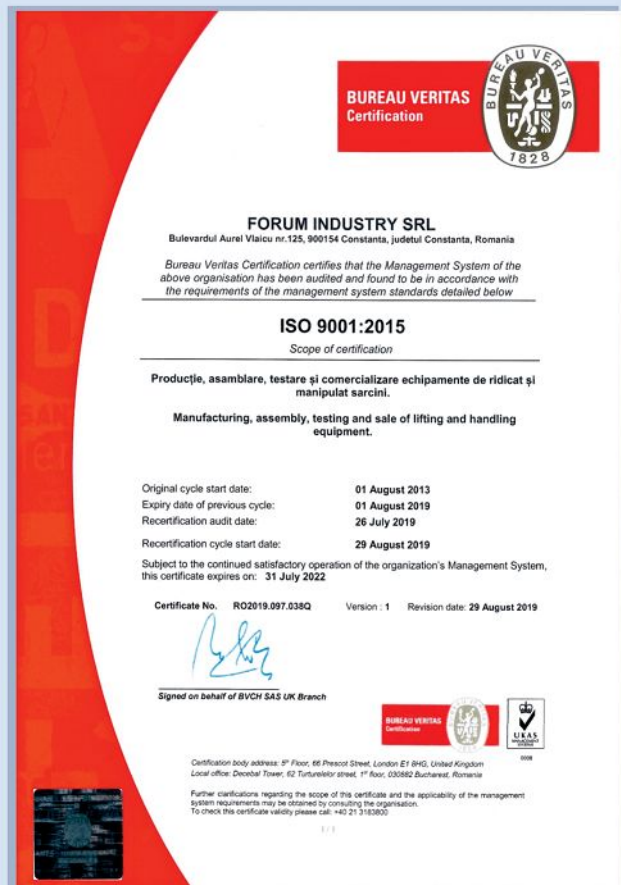 BUREAU VERITAS
Certification
BUREAU VERITAS
1828
FORUM INDUSTRY SRL
Bulevardul Aurel Vlaicu nr.125, 900154 Constanta, judetul Constanta, Romania
Bureau Veritas Certification certifies that the Management System of the
above organisation has been audited and found to be in accordance with
the requirements of the management system standards detailed below
ISO 9001:2015
Scope of certification
Producție, asamblare, testare și comercializare echipamente de ridicat și
manipulat sarcini.
Manufacturing, assembly, testing and sale of lifting and handling
equipment.
Original cycle start date: 01 August 2013
Expiry date of previous cycle: 01 August 2019
Recertification audit date: 26 July 2019
Recertification cycle start date: 29 August 2019
Subject to the continued satisfactory operation of the organization's Management System,
this certificate expires on: 31 July 2022
Certificate No. RO2019.097.038Q Version : 1 Revision date: 29 August 2019
Signed on behalf of BVCH SAS UK Branch
BUREAU VERITAS
Certification
UKAS
MANAGEMENT
SYSTEMS
0008
Certification body address: 5th Floor, 66 Prescot Street, London E1 8HG, United Kingdom
Local office: Decebal Tower, 62 Turturelelor street, 1st floor, 030882 Bucharest, Romania
Further clarifications regarding the scope of this certificate and the applicability of the management
system requirements may be obtained by consulting the organisation.
To check this certificate validity please call: +40 21 3183800
1 / 1